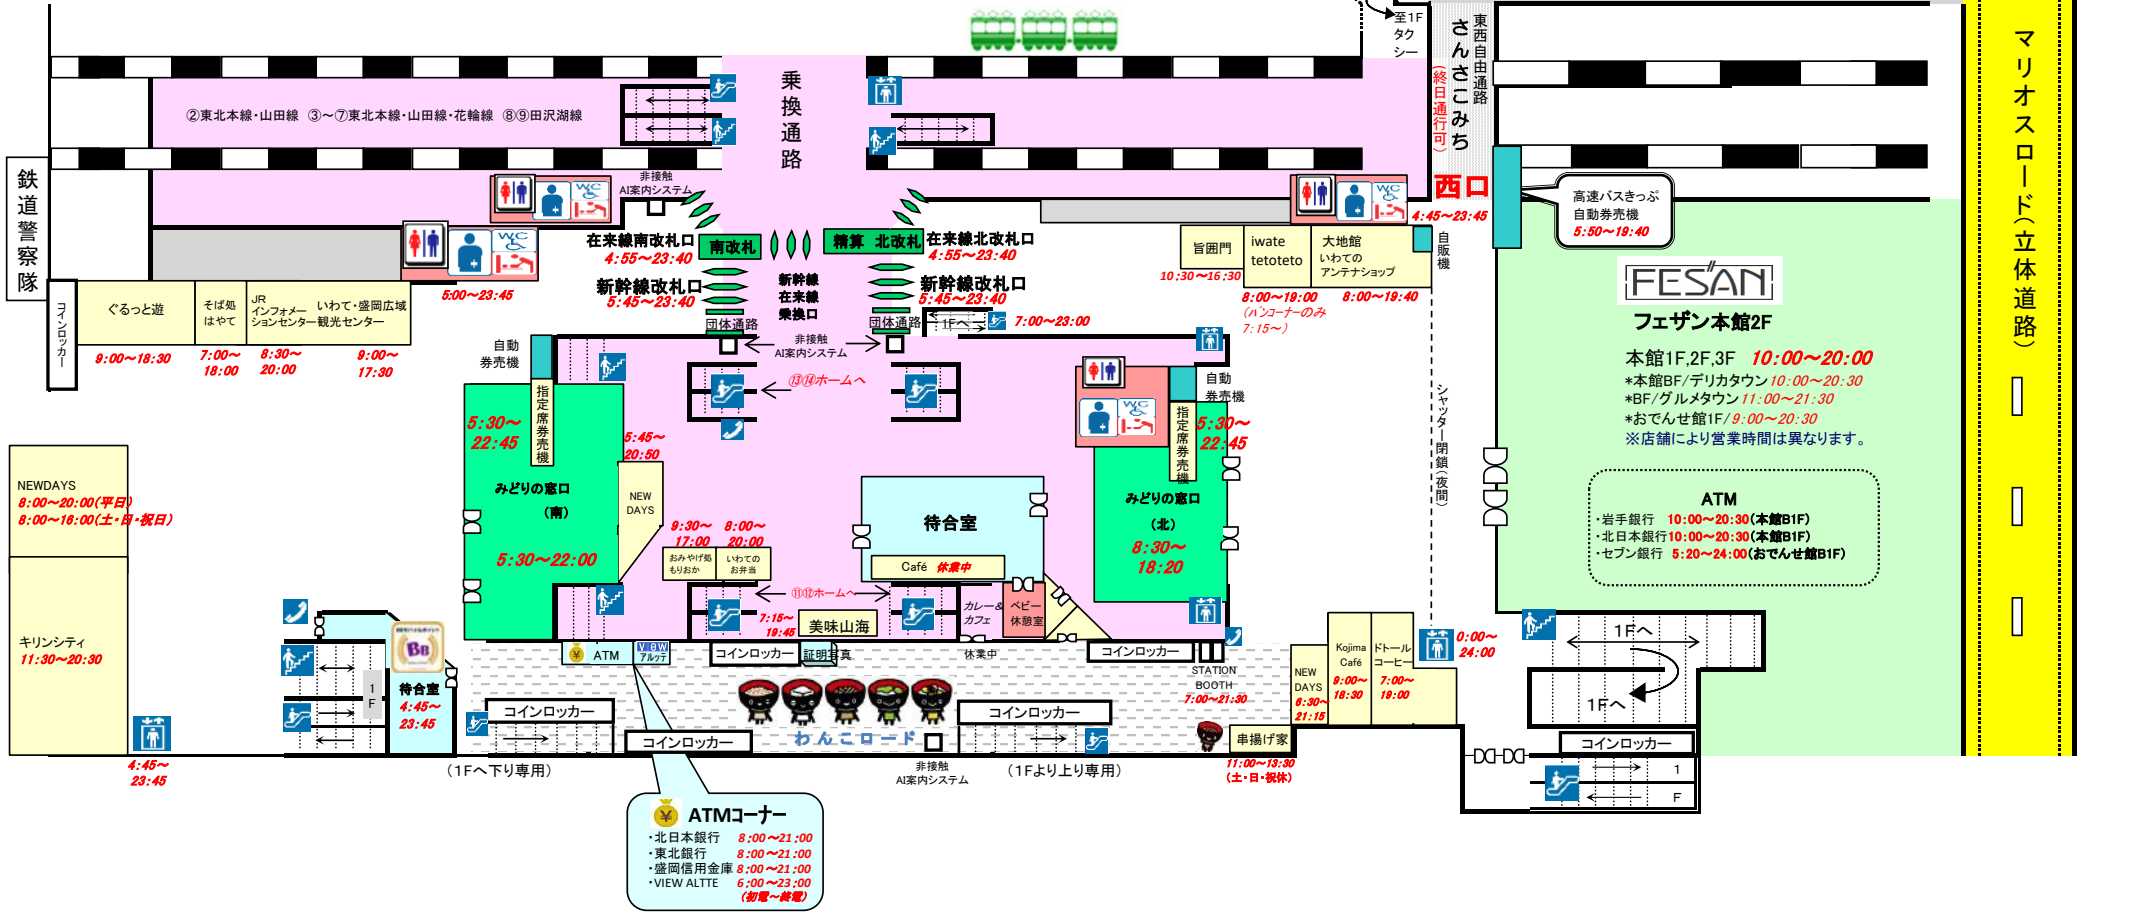 至1F
タク
シー
東西自由通路
さんさこみち
(終日通行可)
マリオスロード(立体道路)
乗換通路
②東北本線・山田線 ③～⑦東北本線・山田線・花輪線 ⑧⑨田沢湖線
鉄道警察隊
非接触
AI案内システム
WC
WC
WC
西口
4:45～23:45
高速バスきっぷ
自動券売機
5:50～19:40
在来線南改札口
4:55～23:40
南改札
精算 北改札
在来線北改札口
4:55～23:40
新幹線改札口
5:45～23:40
新幹線
在来線
乗換口
新幹線改札口
5:45～23:40
団体通路
団体通路
1Fへ
7:00～23:00
5:00～23:45
旨囲門
10:30～16:30
iwate
tetoteto
8:00～19:00
(パンコーナーのみ
7:15～)
大地館
いわての
アンテナショップ
8:00～19:40
自販機
FESAN
フェザン本館2F
本館1F,2F,3F 10:00～20:00
*本館BF/デリカタウン10:00～20:30
*BF/グルメタウン11:00～21:30
*おでんせ館1F/9:00～20:30
※店舗により営業時間は異なります。
ATM
・岩手銀行 10:00～20:30(本館B1F)
・北日本銀行10:00～20:30(本館B1F)
・セブン銀行 5:20～24:00(おでんせ館B1F)
コインロッカー
ぐるっと遊
9:00～18:30
そば処
はやて
7:00～
18:00
JR
インフォメー
ションセンター
8:30～
20:00
いわて・盛岡広域
観光センター
9:00～
17:30
自動
券売機
非接触
AI案内システム
⑬⑭ホームへ
指定席券売機
5:30～
22:45
みどりの窓口
(南)
5:30～22:00
5:45～
20:50
NEW
DAYS
WC
自動
券売機
指定席券売機
5:30～
22:45
みどりの窓口
(北)
8:30～
18:20
シャッター閉鎖(夜間)
待合室
Café 休業中
9:30～
17:00
おみやげ処
もりおか
8:00～
20:00
いわての
お弁当
⑪⑫ホームへ
7:15～
19:45
美味山海
カレー&
カフェ
休業中
ベビー
休憩室
NEWDAYS
8:00～20:00(平日)
8:00～16:00(土・日・祝日)
キリンシティ
11:30～20:30
4:45～
23:45
1F
BB
待合室
4:45～
23:45
ATM
VIEW
アルッテ
コインロッカー
証明写真
コインロッカー
STATION
BOOTH
7:00～21:30
コインロッカー
コインロッカー
コインロッカー
わんこロード
(1Fへ下り専用)
非接触
AI案内システム
(1Fより上り専用)
串揚げ家
11:00～13:30
(土・日・祝休)
NEW
DAYS
6:30～
21:15
Kojima
Café
9:00～
18:30
ドトール
コーヒー
7:00～
19:00
0:00～
24:00
1Fへ
1Fへ
コインロッカー
1
F
ATMコーナー
・北日本銀行 8:00～21:00
・東北銀行 8:00～21:00
・盛岡信用金庫 8:00～21:00
・VIEW ALTTE 6:00～23:00
(初電～終電)